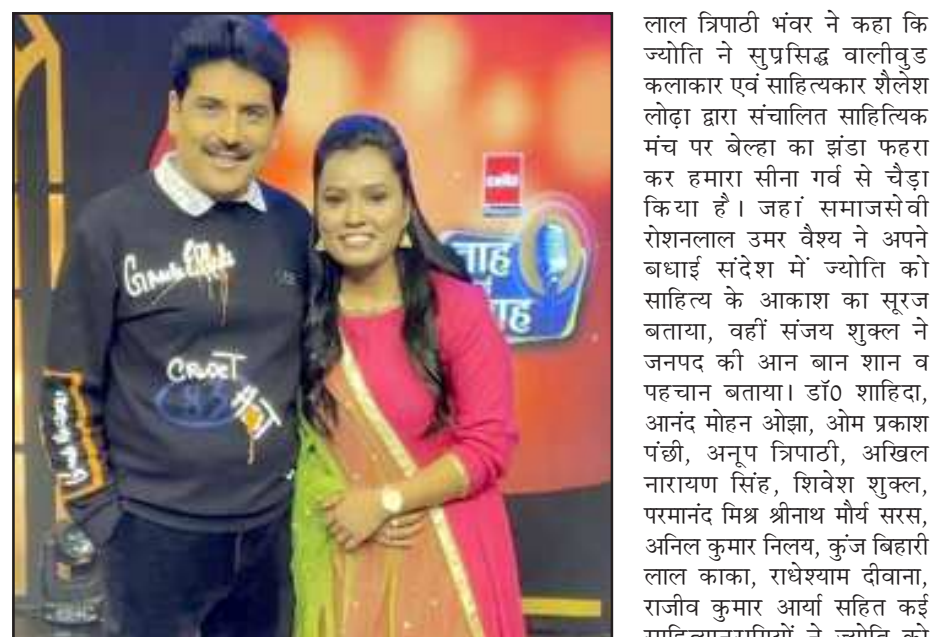 cello
वाह
वाह
CRUDET
लाल त्रिपाठी भंवर ने कहा कि
ज्योति ने सुप्रसिद्ध वालीवुड
कलाकार एवं साहित्यकार शैलेश
लोढ़ा द्वारा संचालित साहित्यिक
मंच पर बेल्हा का झंडा फहरा
कर हमारा सीना गर्व से चैड़ा
किया है। जहां समाजसेवी
रोशनलाल उमर वैश्य ने अपने
बधाई संदेश में ज्योति को
साहित्य के आकाश का सूरज
बताया, वहीं संजय शुक्ल ने
जनपद की आन बान शान व
पहचान बताया। डॉ0 शाहिदा,
आनंद मोहन ओझा, ओम प्रकाश
पंछी, अनूप त्रिपाठी, अखिल
नारायण सिंह, शिवेश शुक्ल,
परमानंद मिश्र श्रीनाथ मौर्य सरस,
अनिल कुमार निलय, कुंज बिहारी
लाल काका, राधेश्याम दीवाना,
राजीव कुमार आर्या सहित कई
साहित्यानुरागियों ने ज्योति को